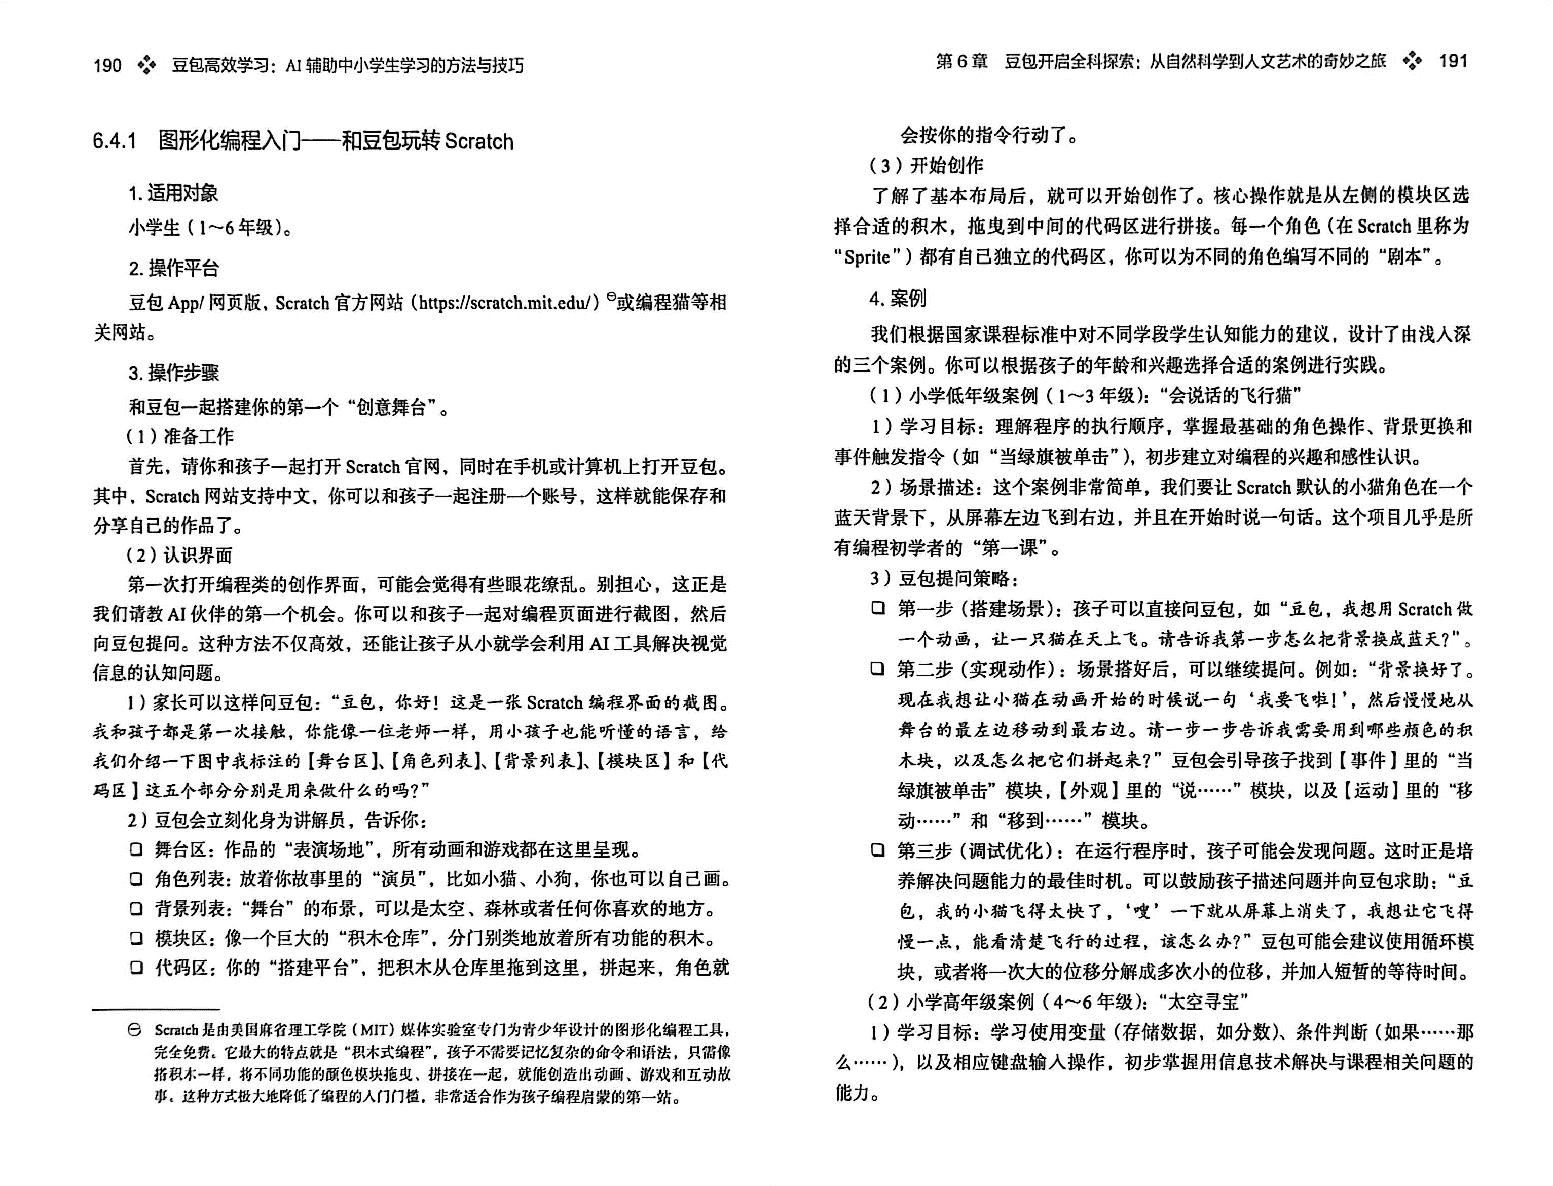 190 豆包高效学习：AI 辅助中小学生学习的方法与技巧
6.4.1 图形化编程入门——和豆包玩转 Scratch
1. 适用对象
小学生（1～6 年级）。
2. 操作平台
豆包 App/ 网页版，Scratch 官方网站（https://scratch.mit.edu/）㊀或编程猫等相
关网站。
3. 操作步骤
和豆包一起搭建你的第一个“创意舞台”。
（1）准备工作
首先，请你和孩子一起打开 Scratch 官网，同时在手机或计算机上打开豆包。
其中，Scratch 网站支持中文，你可以和孩子一起注册一个账号，这样就能保存和
分享自己的作品了。
（2）认识界面
第一次打开编程类的创作界面，可能会觉得有些眼花缭乱。别担心，这正是
我们请教 AI 伙伴的第一个机会。你可以和孩子一起对编程页面进行截图，然后
向豆包提问。这种方法不仅高效，还能让孩子从小就学会利用 AI 工具解决视觉
信息的认知问题。
1）家长可以这样问豆包：“豆包，你好！这是一张 Scratch 编程界面的截图。
我和孩子都是第一次接触，你能像一位老师一样，用小孩子也能听懂的语言，给
我们介绍一下图中我标注的【舞台区】、【角色列表】、【背景列表】、【模块区】和【代
码区】这五个部分分别是用来做什么的吗？”
2）豆包会立刻化身为讲解员，告诉你：
❑ 舞台区：作品的“表演场地”，所有动画和游戏都在这里呈现。
❑ 角色列表：放着你故事里的“演员”，比如小猫、小狗，你也可以自己画。
❑ 背景列表：“舞台”的布景，可以是太空、森林或者任何你喜欢的地方。
❑ 模块区：像一个巨大的“积木仓库”，分门别类地放着所有功能的积木。
❑ 代码区：你的“搭建平台”，把积木从仓库里拖到这里，拼起来，角色就
㊀ Scratch 是由美国麻省理工学院（MIT）媒体实验室专门为青少年设计的图形化编程工具，
完全免费。它最大的特点就是“积木式编程”，孩子不需要记忆复杂的命令和语法，只需像
搭积木一样，将不同功能的颜色模块拖曳、拼接在一起，就能创造出动画、游戏和互动故
事。这种方式极大地降低了编程的入门门槛，非常适合作为孩子编程启蒙的第一站。
第 6 章 豆包开启全科探索：从自然科学到人文艺术的奇妙之旅 191
会按你的指令行动了。
（3）开始创作
了解了基本布局后，就可以开始创作了。核心操作就是从左侧的模块区选
择合适的积木，拖曳到中间的代码区进行拼接。每一个角色（在 Scratch 里称为
“Sprite”）都有自己独立的代码区，你可以为不同的角色编写不同的“剧本”。
4. 案例
我们根据国家课程标准中对不同学段学生认知能力的建议，设计了由浅入深
的三个案例。你可以根据孩子的年龄和兴趣选择合适的案例进行实践。
（1）小学低年级案例（1～3 年级）：“会说话的飞行猫”
1）学习目标：理解程序的执行顺序，掌握最基础的角色操作、背景更换和
事件触发指令（如“当绿旗被单击”），初步建立对编程的兴趣和感性认识。
2）场景描述：这个案例非常简单，我们要让 Scratch 默认的小猫角色在一个
蓝天背景下，从屏幕左边飞到右边，并且在开始时说一句话。这个项目几乎是所
有编程初学者的“第一课”。
3）豆包提问策略：
❑ 第一步（搭建场景）：孩子可以直接问豆包，如“豆包，我想用 Scratch 做
一个动画，让一只猫在天上飞。请告诉我第一步怎么把背景换成蓝天？”。
❑ 第二步（实现动作）：场景搭好后，可以继续提问。例如：“背景换好了。
现在我想让小猫在动画开始的时候说一句‘我要飞啦！’，然后慢慢地从
舞台的最左边移动到最右边。请一步一步告诉我需要用到哪些颜色的积
木块，以及怎么把它们拼起来？”豆包会引导孩子找到【事件】里的“当
绿旗被单击”模块，【外观】里的“说……”模块，以及【运动】里的“移
动……”和“移到……”模块。
❑ 第三步（调试优化）：在运行程序时，孩子可能会发现问题。这时正是培
养解决问题能力的最佳时机。可以鼓励孩子描述问题并向豆包求助：“豆
包，我的小猫飞得太快了，‘嗖’一下就从屏幕上消失了，我想让它飞得
慢一点，能看清楚飞行的过程，该怎么办？”豆包可能会建议使用循环模
块，或者将一次大的位移分解成多次小的位移，并加入短暂的等待时间。
（2）小学高年级案例（4～6 年级）：“太空寻宝”
1）学习目标：学习使用变量（存储数据，如分数）、条件判断（如果……那
么……），以及相应键盘输入操作，初步掌握用信息技术解决与课程相关问题的
能力。